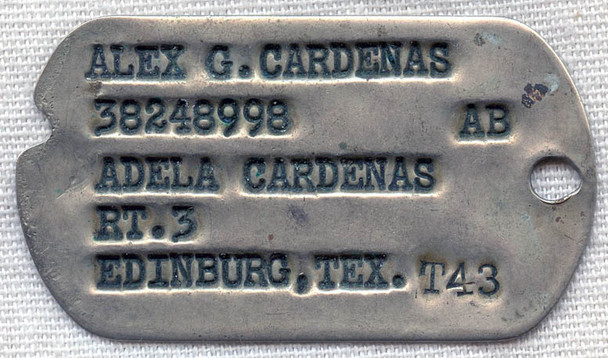 ALEX G. CARDENAS
38248998 AB
ADELA CARDENAS
RT.3
EDINBURG, TEX. T43